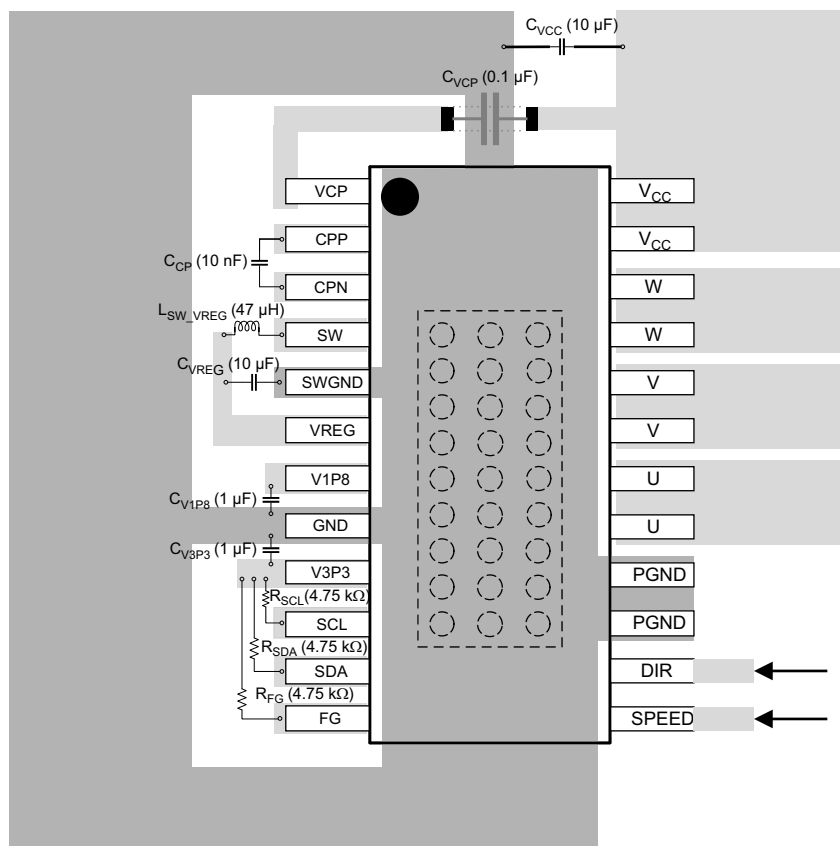 C_VCC (10 µF)
C_VCP (0.1 µF)
VCP
CPP
C_CP (10 nF)
CPN
L_SW_VREG (47 µH)
SW
C_VREG (10 µF)
SWGND
VREG
V1P8
C_V1P8 (1 µF)
GND
C_V3P3 (1 µF)
V3P3
R_SCL (4.75 kΩ)
SCL
R_SDA (4.75 kΩ)
SDA
R_FG (4.75 kΩ)
FG
V_CC
V_CC
W
W
V
V
U
U
PGND
PGND
DIR
SPEED